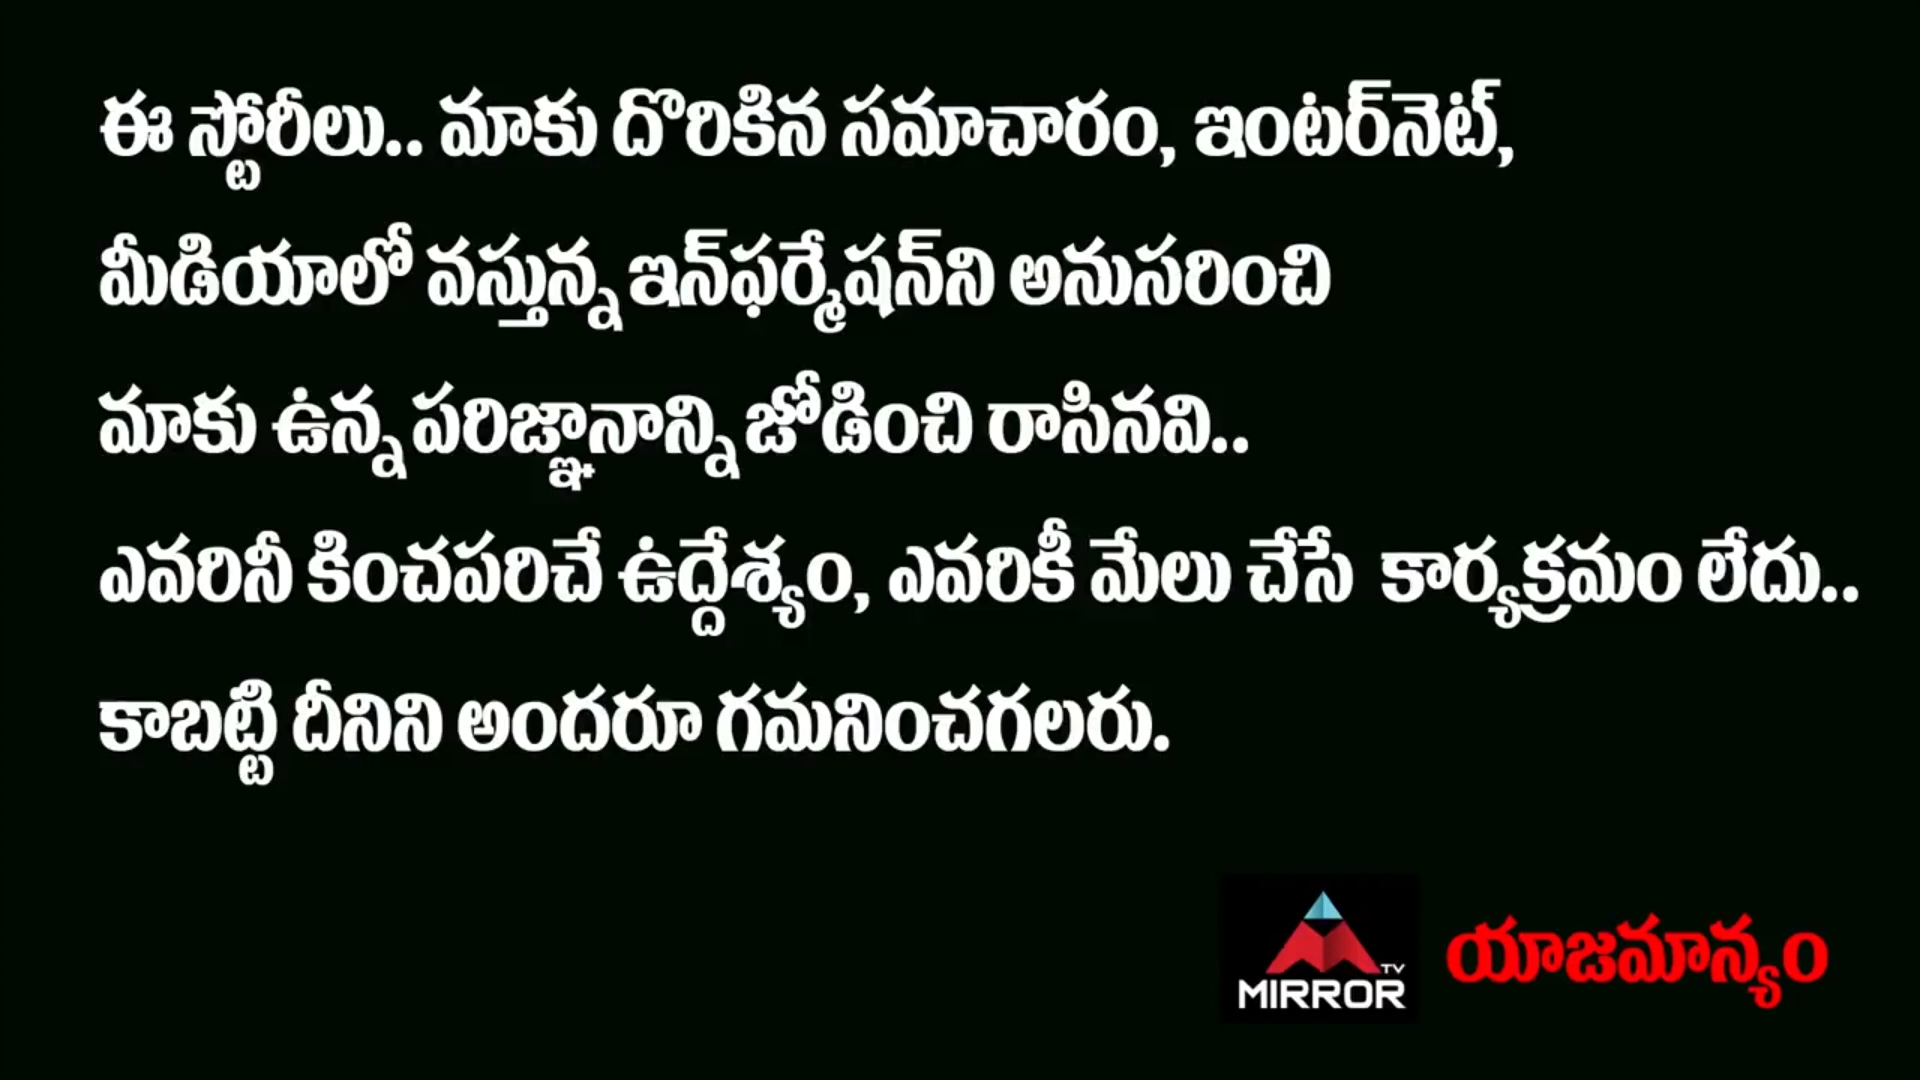 ఈ స్టోరీలు.. మాకు దొరికిన సమాచారం, ఇంటర్‌నెట్,
మీడియాలో వస్తున్న ఇన్‌ఫర్మేషన్‌ని అనుసరించి
మాకు ఉన్న పరిజ్ఞానాన్ని జోడించి రాసినవి..
ఎవరినీ కించపరిచే ఉద్దేశ్యం, ఎవరికీ మేలు చేసే కార్యక్రమం లేదు..
కాబట్టి దీనిని అందరూ గమనించగలరు.
TV
MIRROR
యాజమాన్యం